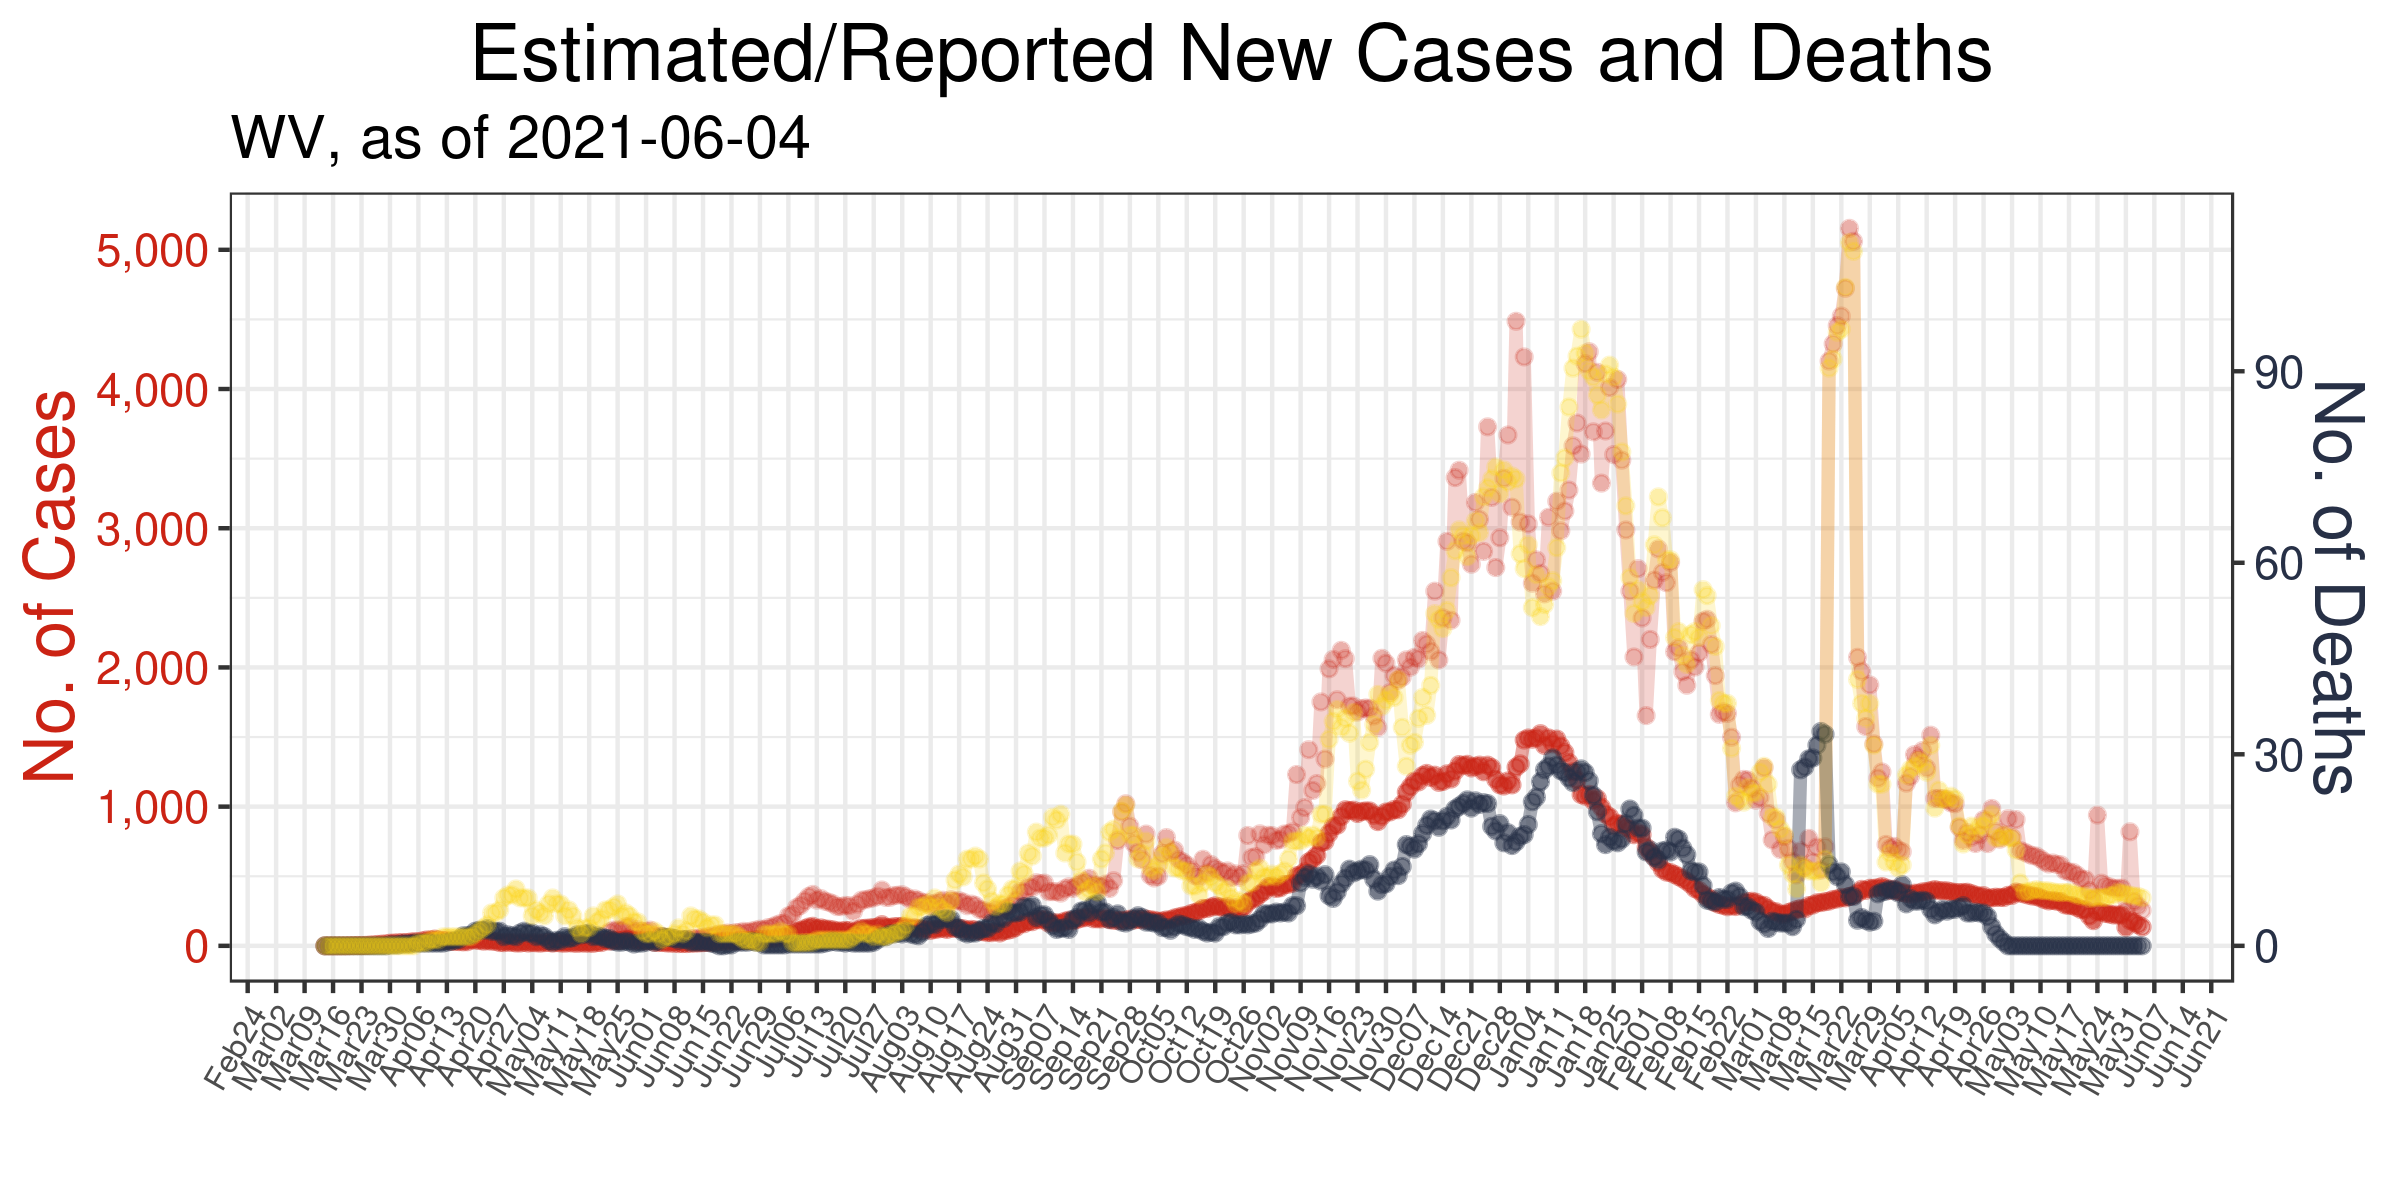 Estimated/Reported New Cases and Deaths
WV, as of 2021-06-04
No. of Cases
5,000
4,000
3,000
2,000
1,000
0
90
60
30
0
No. of Deaths
Feb24
Mar02
Mar09
Mar16
Mar23
Mar30
Apr06
Apr13
Apr20
Apr27
May04
May11
May18
May25
Jun01
Jun08
Jun15
Jun22
Jun29
Jul06
Jul13
Jul20
Jul27
Aug03
Aug10
Aug17
Aug24
Aug31
Sep07
Sep14
Sep21
Sep28
Oct05
Oct12
Oct19
Oct26
Nov02
Nov09
Nov16
Nov23
Nov30
Dec07
Dec14
Dec21
Dec28
Jan04
Jan11
Jan18
Jan25
Feb01
Feb08
Feb15
Feb22
Mar01
Mar08
Mar15
Mar22
Mar29
Apr05
Apr12
Apr19
Apr26
May03
May10
May17
May24
May31
Jun07
Jun14
Jun21